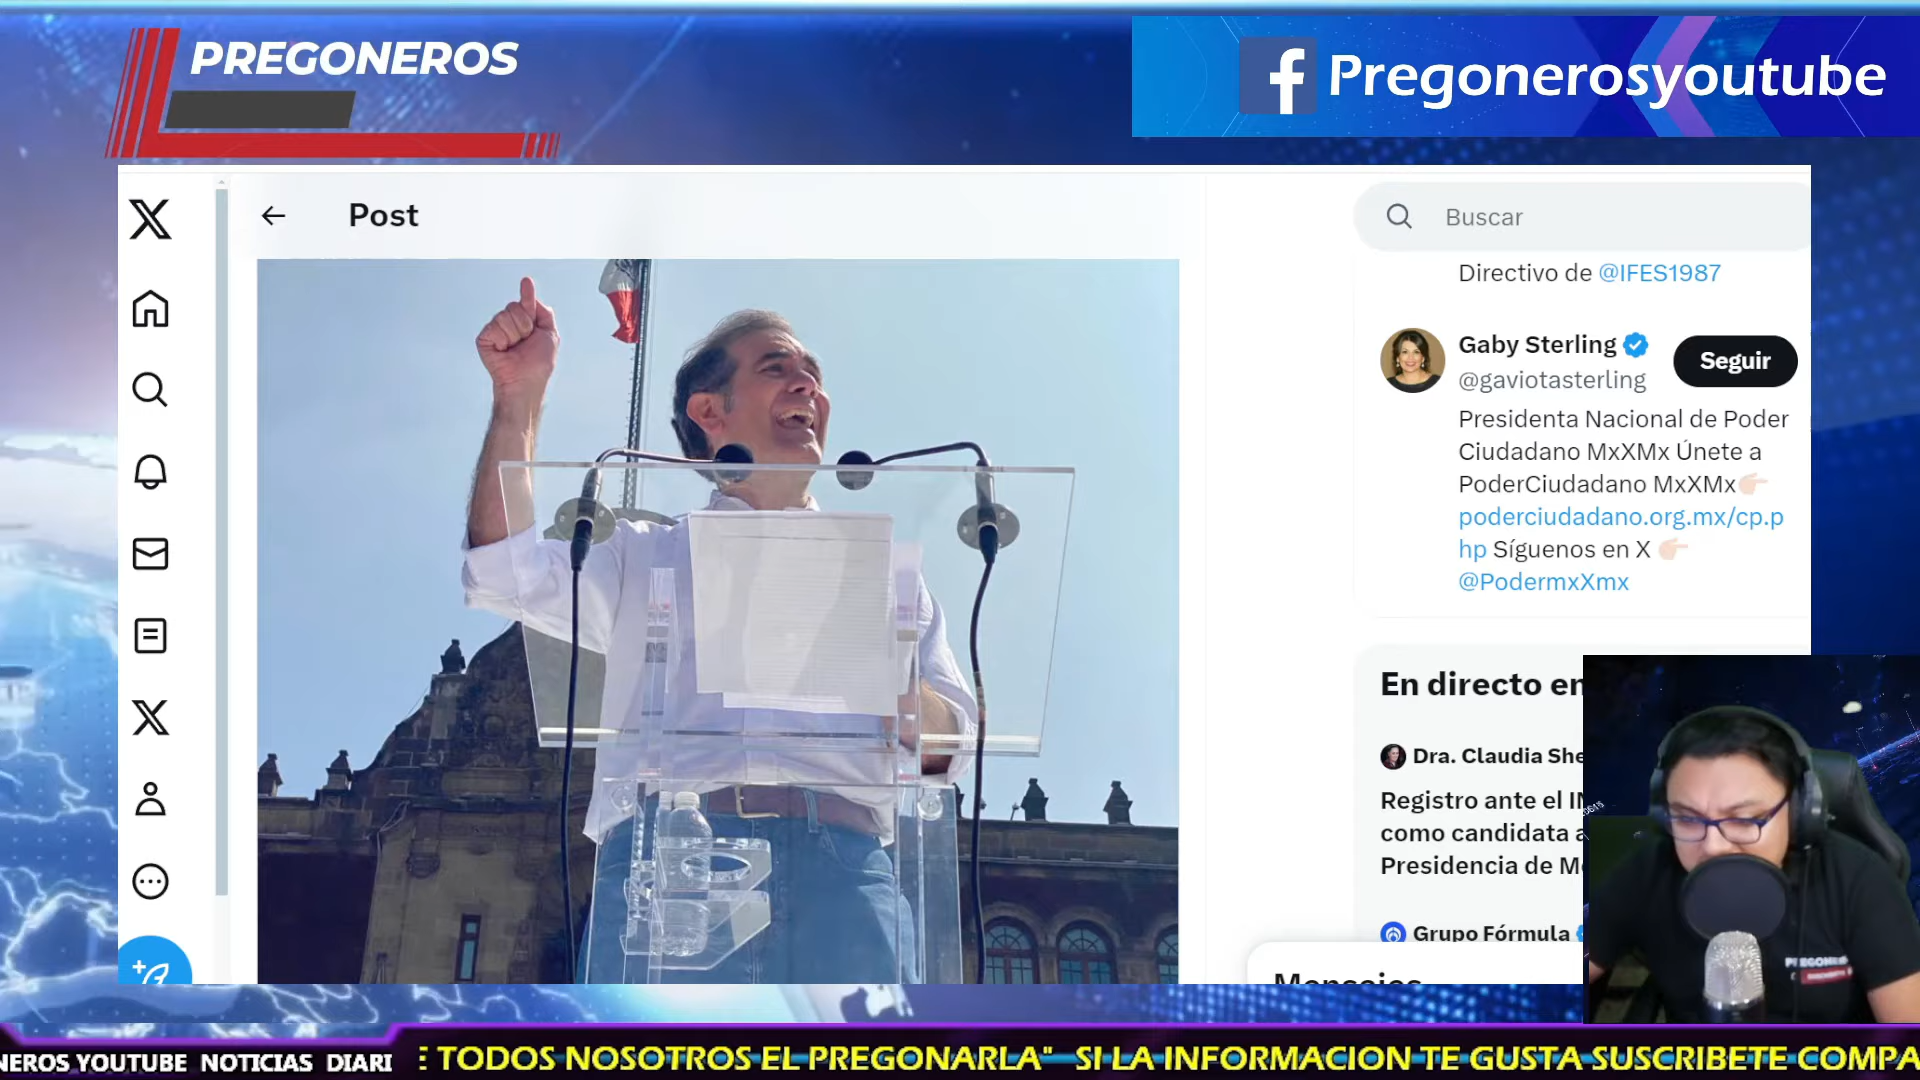 PREGONEROS
Pregonerosyoutube
Post
Buscar
Directivo de @IFES1987
Gaby Sterling
@gaviotasterling
Seguir
Presidenta Nacional de Poder
Ciudadano MxXMx Únete a
PoderCiudadano MxXMx👉🏻
poderciudadano.org.mx/cp.p
hp Síguenos en X 👉🏻
@PodermxXmx
En directo en
Dra. Claudia She
Registro ante el IN
como candidata a
Presidencia de Mé
Grupo Fórmula
Mensajes
NEROS YOUTUBE NOTICIAS DIARI
E TODOS NOSOTROS EL PREGONARLA" SI LA INFORMACION TE GUSTA SUSCRIBETE COMPA